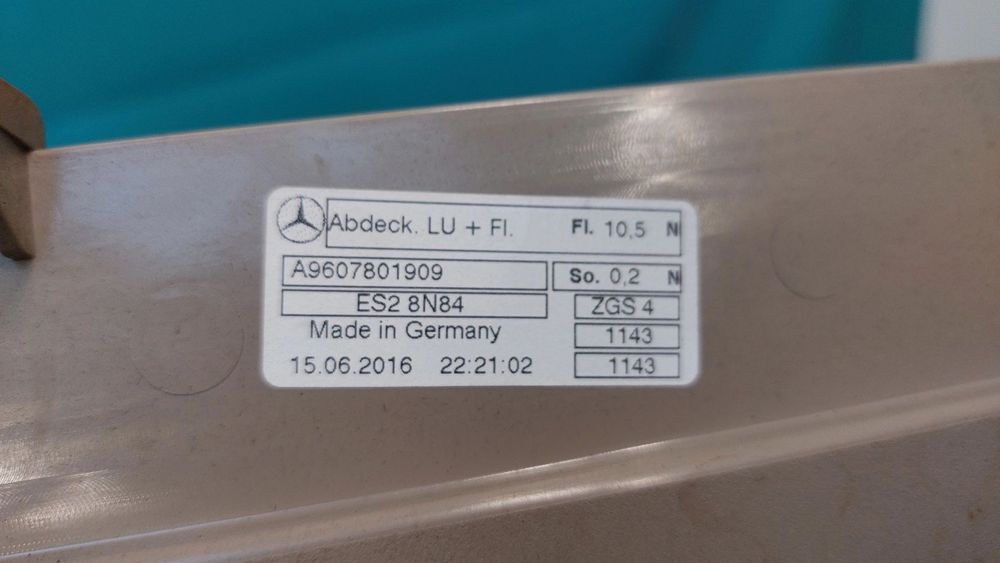 Abdeck. LU + Fl. Fl. 10,5 N
A9607801909 So. 0,2 N
ES2 8N84 ZGS 4
Made in Germany 1143
15.06.2016 22:21:02 1143